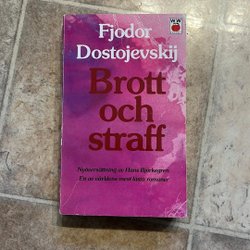 Fjodor
Dostojevskij
Brott
och
straff
Nyöversättning av Hans Björkegren
En av världens mest lästa romaner